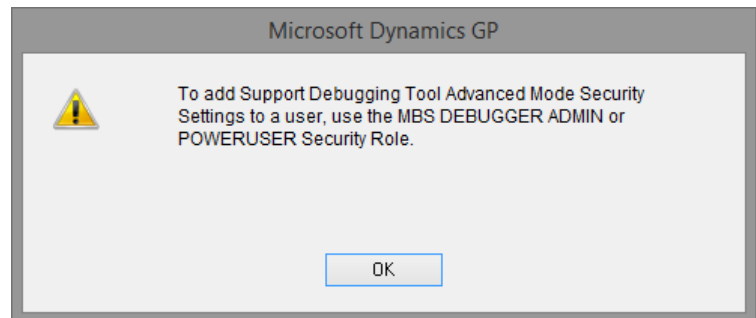 Microsoft Dynamics GP
To add Support Debugging Tool Advanced Mode Security
Settings to a user, use the MBS DEBUGGER ADMIN or
POWERUSER Security Role.
OK